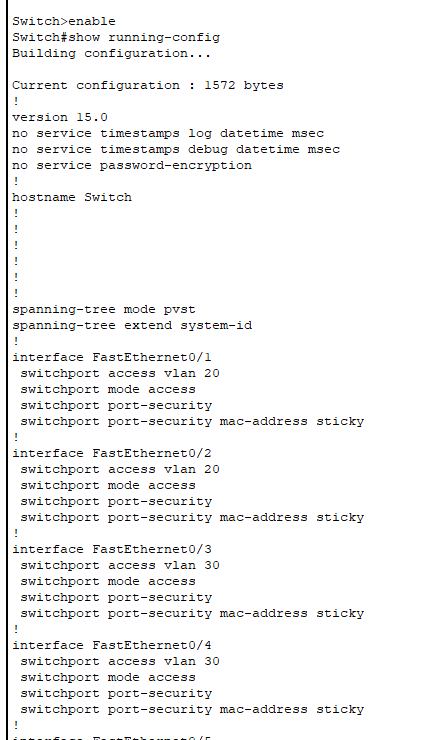 Switch>enable
Switch#show running-config
Building configuration...
Current configuration : 1572 bytes
!
version 15.0
no service timestamps log datetime msec
no service timestamps debug datetime msec
no service password-encryption
!
hostname Switch
!
!
!
!
!
!
spanning-tree mode pvst
spanning-tree extend system-id
!
interface FastEthernet0/1
 switchport access vlan 20
 switchport mode access
 switchport port-security
 switchport port-security mac-address sticky
!
interface FastEthernet0/2
 switchport access vlan 20
 switchport mode access
 switchport port-security
 switchport port-security mac-address sticky
!
interface FastEthernet0/3
 switchport access vlan 30
 switchport mode access
 switchport port-security
 switchport port-security mac-address sticky
!
interface FastEthernet0/4
 switchport access vlan 30
 switchport mode access
 switchport port-security
 switchport port-security mac-address sticky
!
interface FastEthernet0/5